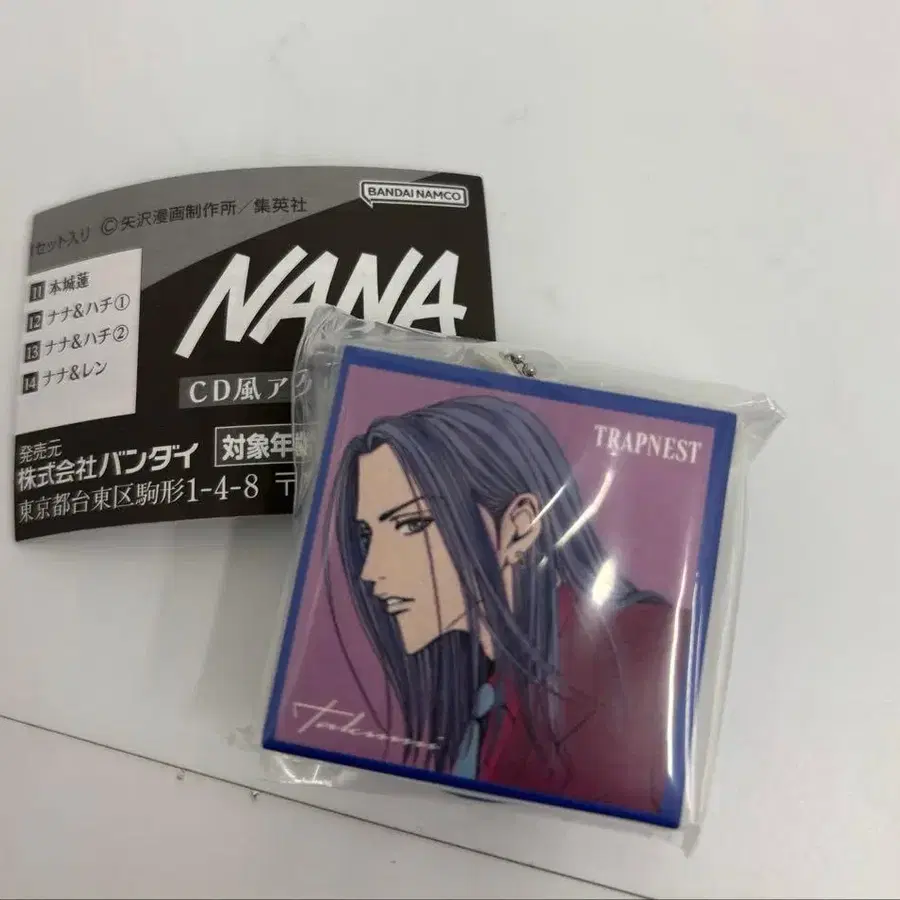 BANDAI NAMCO
セット入り ©矢沢漫画制作所/集英社
NANA
11 本城蓮
12 ナナ&ハチ①
13 ナナ&ハチ②
14 ナナ&レン
CD風ア
発売元
株式会社バンダイ
対象年
東京都台東区駒形1-4-8 〒
TRAPNEST
Takumi